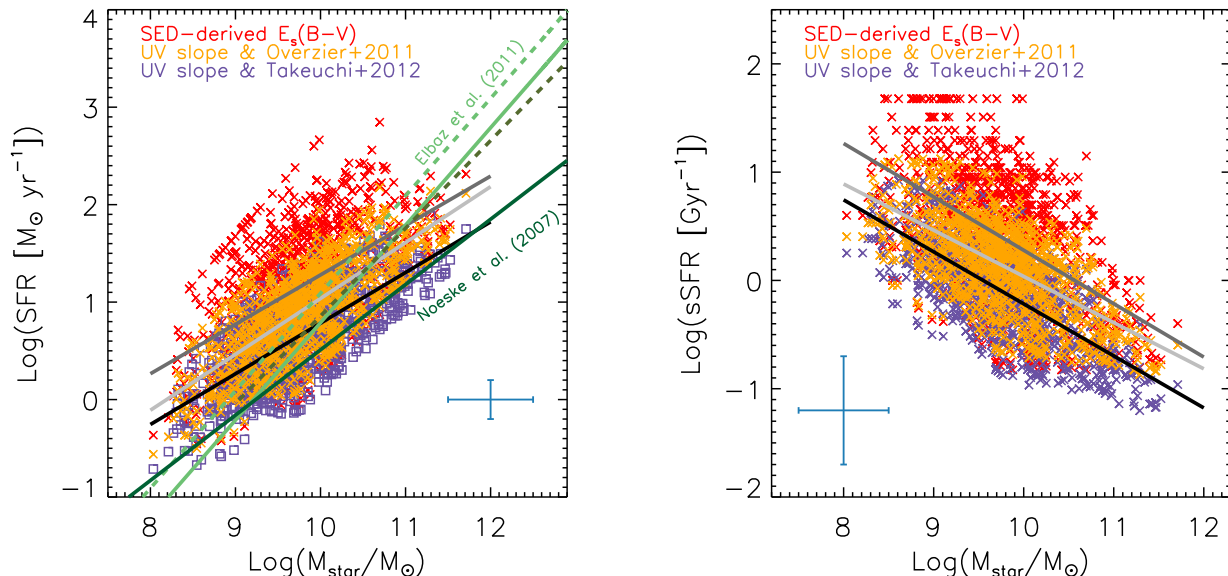 SED-derived E_s(B-V)
UV slope & Overzier+2011
UV slope & Takeuchi+2012
Elbaz et al. (2011)
Noeske et al. (2007)
Log(SFR [M⊙ yr⁻¹])
4
3
2
1
0
-1
8 9 10 11 12
Log(M_star/M⊙)
SED-derived E_s(B-V)
UV slope & Overzier+2011
UV slope & Takeuchi+2012
Log(sSFR [Gyr⁻¹])
2
1
0
-1
-2
8 9 10 11 12
Log(M_star/M⊙)